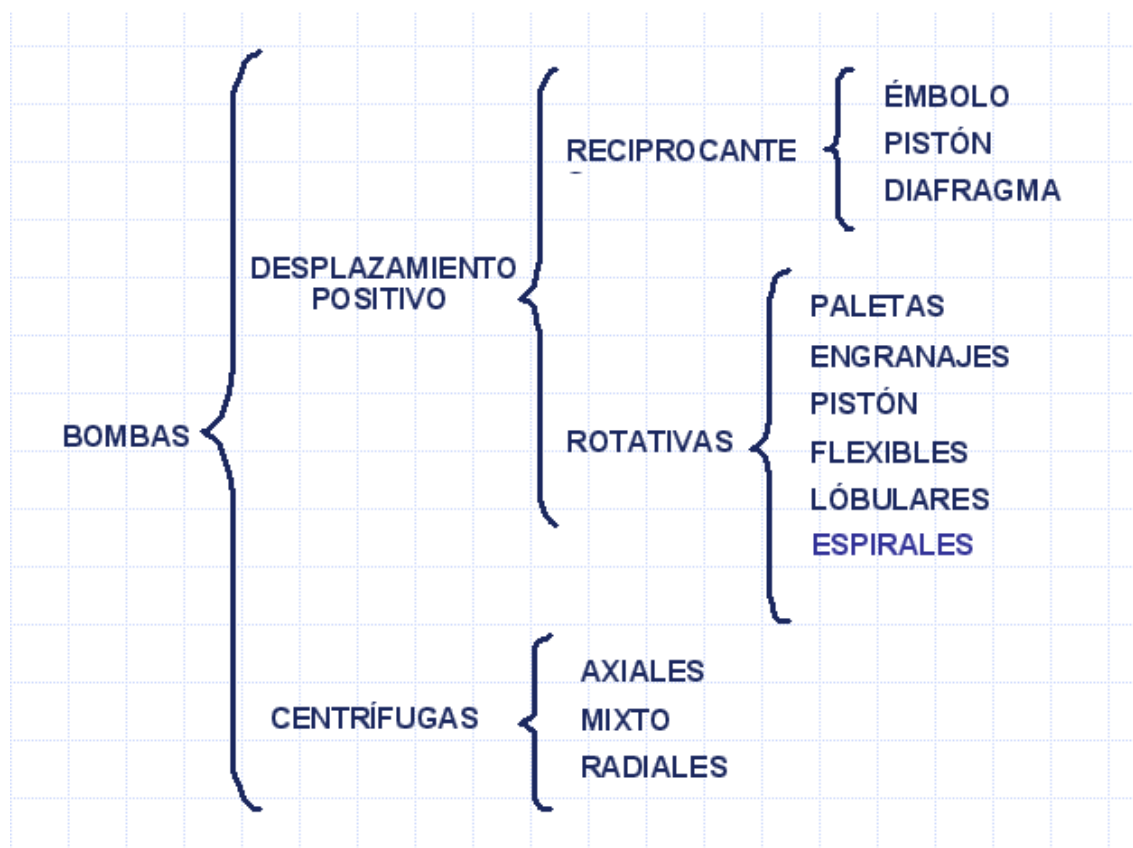 BOMBAS
DESPLAZAMIENTO
POSITIVO
RECIPROCANTE
ÉMBOLO
PISTÓN
DIAFRAGMA
ROTATIVAS
PALETAS
ENGRANAJES
PISTÓN
FLEXIBLES
LÓBULARES
ESPIRALES
CENTRÍFUGAS
AXIALES
MIXTO
RADIALES